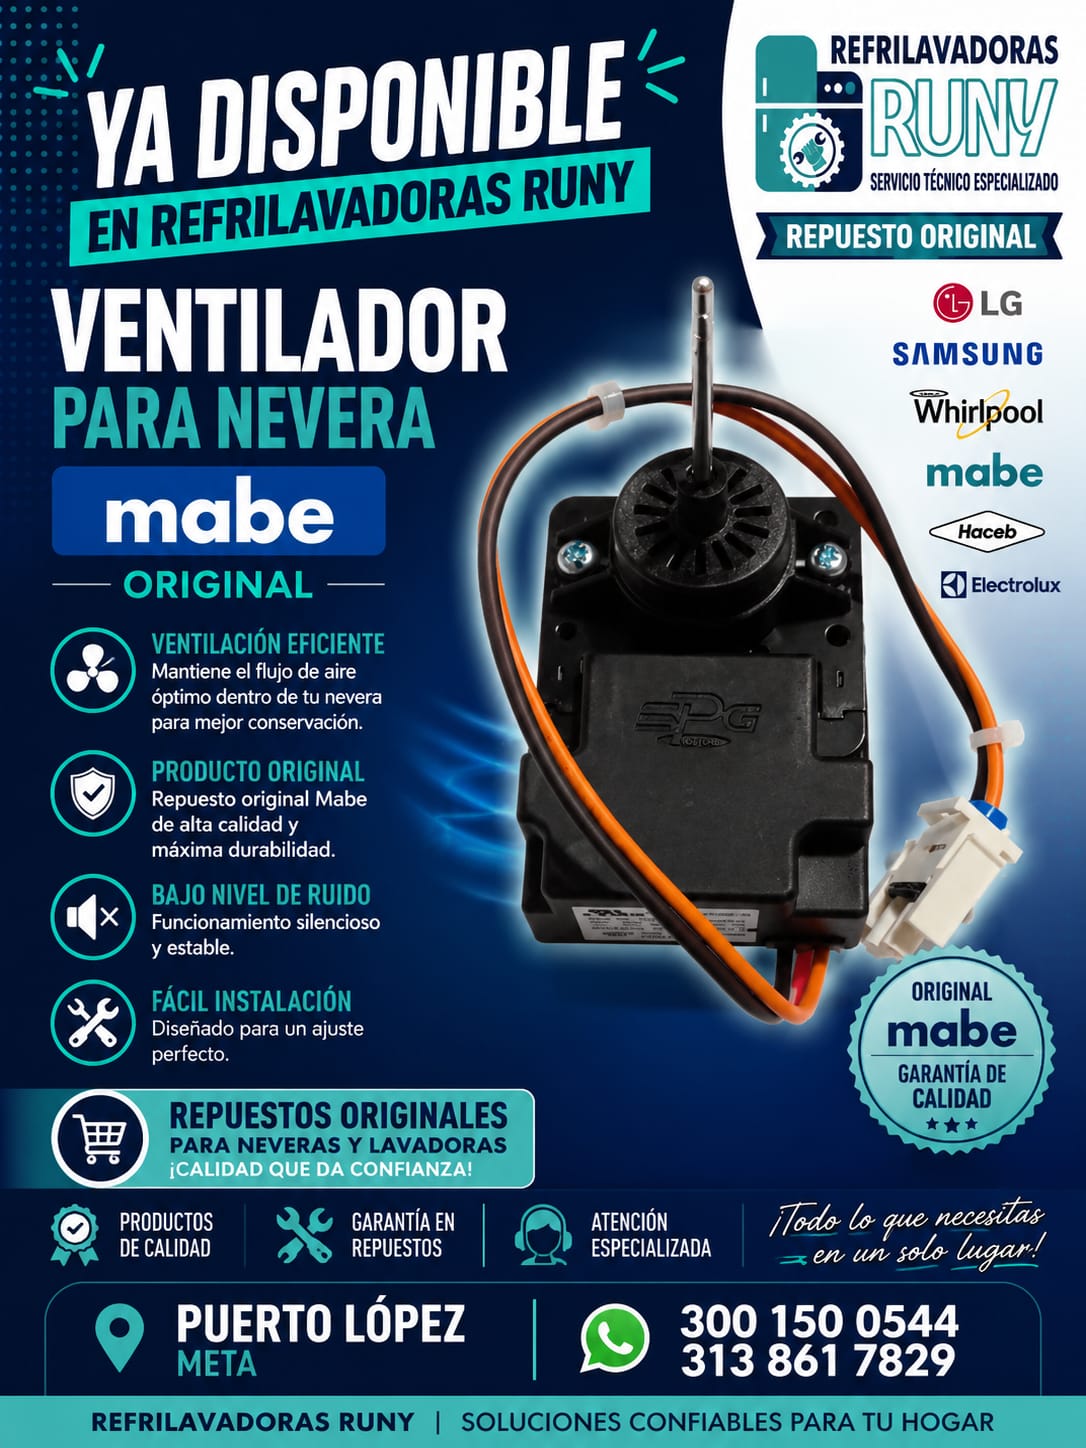 YA DISPONIBLE
EN REFRILAVADORAS RUNY
REFRILAVADORAS
RUNY
SERVICIO TÉCNICO ESPECIALIZADO
REPUESTO ORIGINAL
LG
SAMSUNG
Whirlpool
mabe
Haceb
Electrolux
VENTILADOR
PARA NEVERA
mabe
ORIGINAL
VENTILACIÓN EFICIENTE
Mantiene el flujo de aire
óptimo dentro de tu nevera
para mejor conservación.
PRODUCTO ORIGINAL
Repuesto original Mabe
de alta calidad y
máxima durabilidad.
BAJO NIVEL DE RUIDO
Funcionamiento silencioso
y estable.
FÁCIL INSTALACIÓN
Diseñado para un ajuste
perfecto.
ORIGINAL
mabe
GARANTÍA DE
CALIDAD
REPUESTOS ORIGINALES
PARA NEVERAS Y LAVADORAS
¡CALIDAD QUE DA CONFIANZA!
PRODUCTOS
DE CALIDAD
GARANTÍA EN
REPUESTOS
ATENCIÓN
ESPECIALIZADA
¡Todo lo que necesitas
en un solo lugar!
PUERTO LÓPEZ
META
300 150 0544
313 861 7829
REFRILAVADORAS RUNY | SOLUCIONES CONFIABLES PARA TU HOGAR